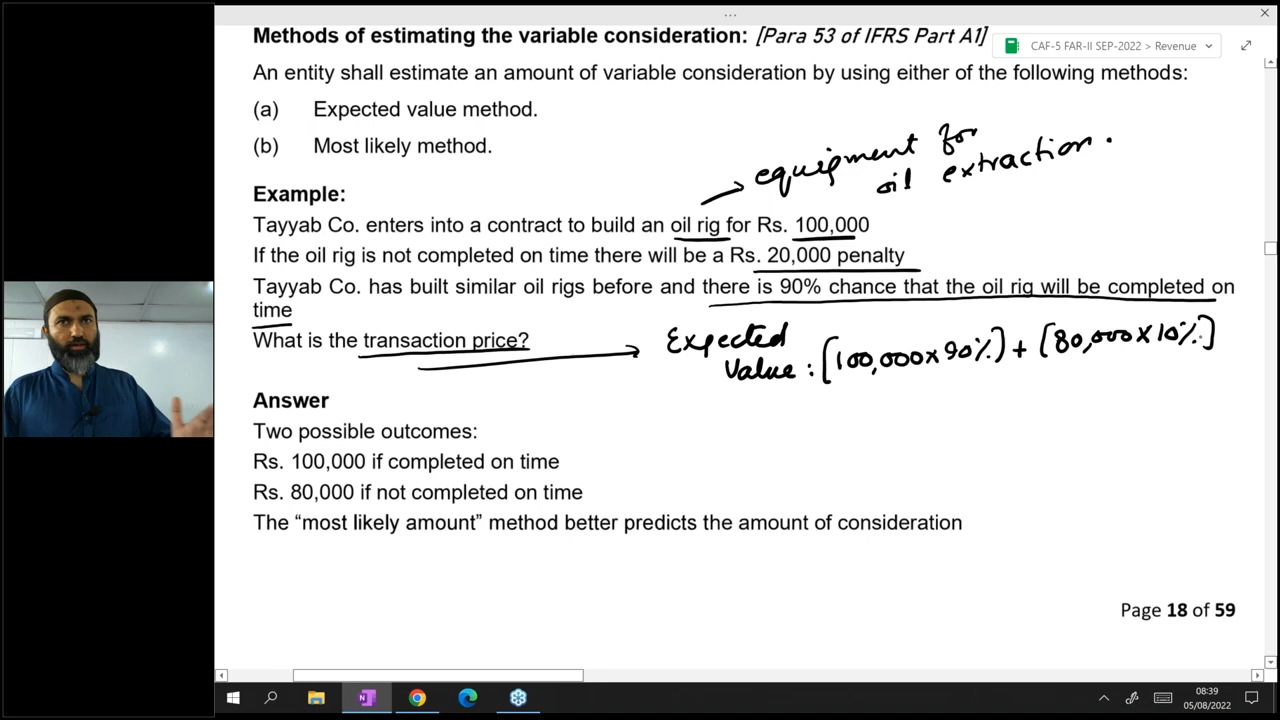 CAF-5 FAR-II SEP-2022 > Revenue
Methods of estimating the variable consideration: [Para 53 of IFRS Part A1]
An entity shall estimate an amount of variable consideration by using either of the following methods:
(a) Expected value method.
(b) Most likely method.
equipment for
oil extraction.
Example:
Tayyab Co. enters into a contract to build an oil rig for Rs. 100,000
If the oil rig is not completed on time there will be a Rs. 20,000 penalty
Tayyab Co. has built similar oil rigs before and there is 90% chance that the oil rig will be completed on
time
What is the transaction price?
Expected
Value : [100,000 x 90%] + [80,000 x 10%]
Answer
Two possible outcomes:
Rs. 100,000 if completed on time
Rs. 80,000 if not completed on time
The “most likely amount” method better predicts the amount of consideration
Page 18 of 59
08:39
05/08/2022